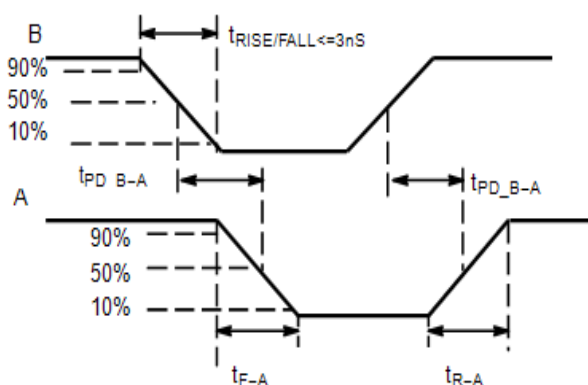 B
tRISE/FALL<=3nS
90%
50%
10%
tPD B–A
tPD_B–A
A
90%
50%
10%
tF–A
tR–A